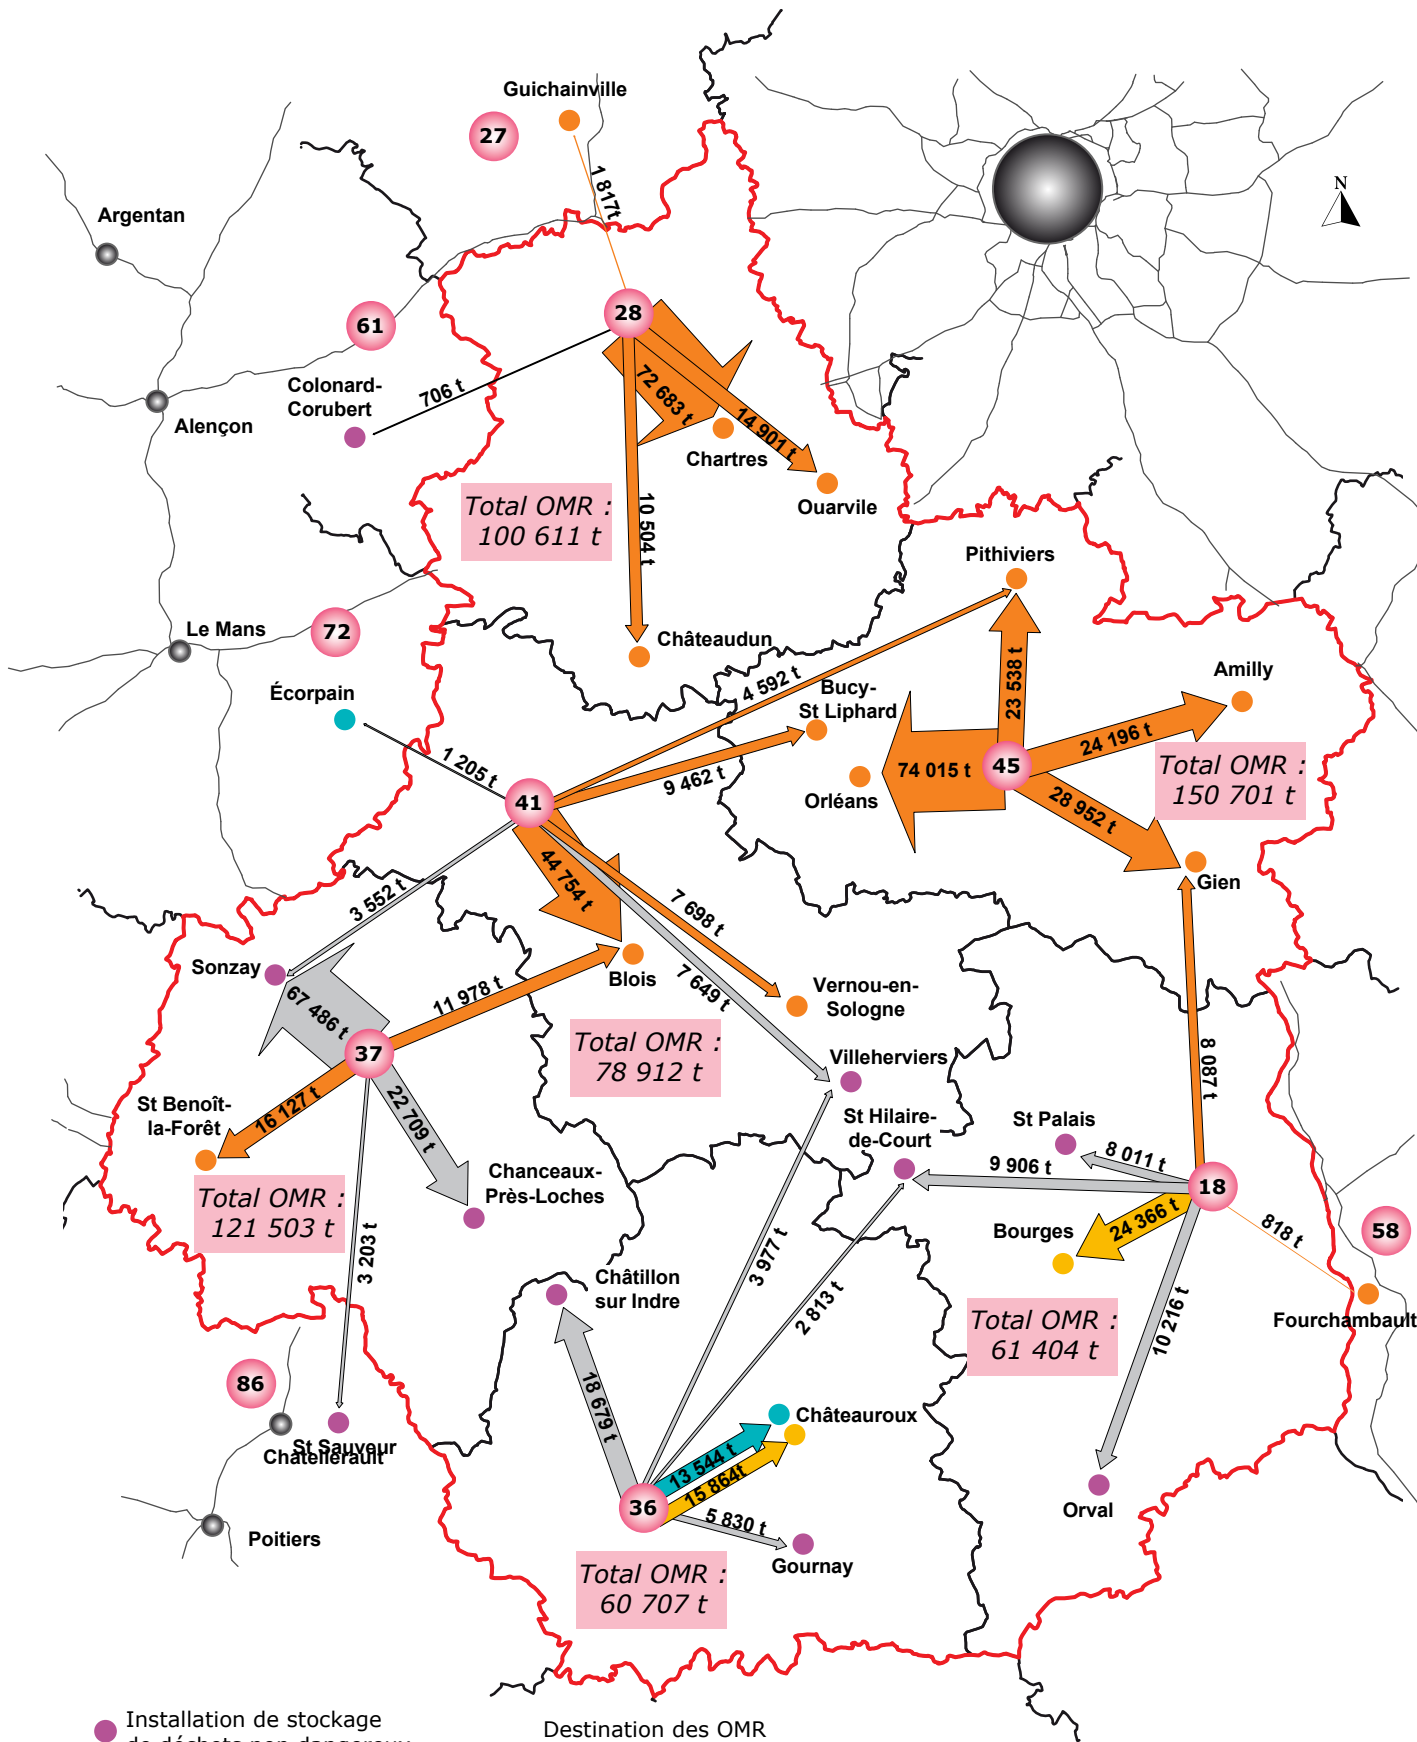 Guichainville
27
1 817t
Argentan
N
61
28
Colonard-
Corubert
706 t
72 683 t
14 901 t
Alençon
Chartres
Ouarville
Total OMR :
100 611 t
10 504 t
Pithiviers
72
Le Mans
Châteaudun
Écorpain
4 592 t
Bucy-
St Liphard
23 538 t
Amilly
1 205 t
9 462 t
24 196 t
41
Orléans
74 015 t
45
Total OMR :
150 701 t
28 952 t
44 754 t
Gien
3 552 t
7 698 t
Sonzay
67 486 t
11 978 t
Blois
7 649 t
Vernou-en-
Sologne
37
Total OMR :
78 912 t
Villeherviers
8 087 t
St Benoît-
la-Forêt
16 127 t
22 709 t
St Hilaire-
de-Court
St Palais
8 011 t
9 906 t
Chanceaux-
Près-Loches
18
Total OMR :
121 503 t
3 203 t
3 977 t
Bourges
24 366 t
818 t
58
Châtillon
sur Indre
2 813 t
10 216 t
Total OMR :
61 404 t
Fourchambault
86
18 679 t
Châteauroux
St Sauveur
Châtellerault
13 544 t
15 864t
36
5 830 t
Orval
Poitiers
Gournay
Total OMR :
60 707 t
Installation de stockage
de déchets non dangereux
Destination des OMR